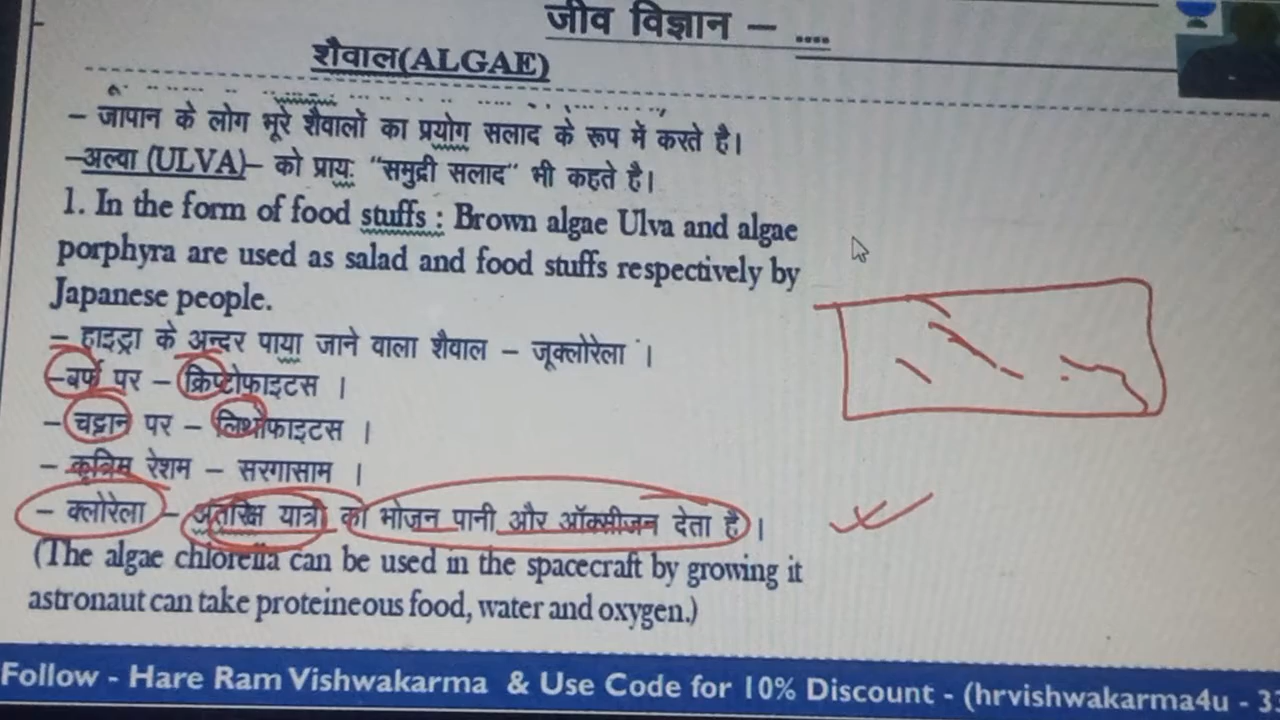 जीव विज्ञान – ....
शैवाल(ALGAE)
– जापान के लोग भूरे शैवालों का प्रयोग सलाद के रूप में करते है।
–अल्वा (ULVA)– को प्रायः “समुद्री सलाद” भी कहते है।
1. In the form of food stuffs : Brown algae Ulva and algae
porphyra are used as salad and food stuffs respectively by
Japanese people.
– हाइड्रा के अन्दर पाया जाने वाला शैवाल – जूक्लोरेला ।
–बर्फ पर – क्रिप्टोफाइटस ।
– चट्टान पर – लिथोफाइटस ।
– कृत्रिम रेशम – सरगासाम ।
– क्लोरेला – अंतरिक्ष यात्री को भोजन पानी और ऑक्सीजन देता है ।
(The algae chlorella can be used in the spacecraft by growing it
astronaut can take proteineous food, water and oxygen.)
Follow - Hare Ram Vishwakarma & Use Code for 10% Discount - (hrvishwakarma4u -